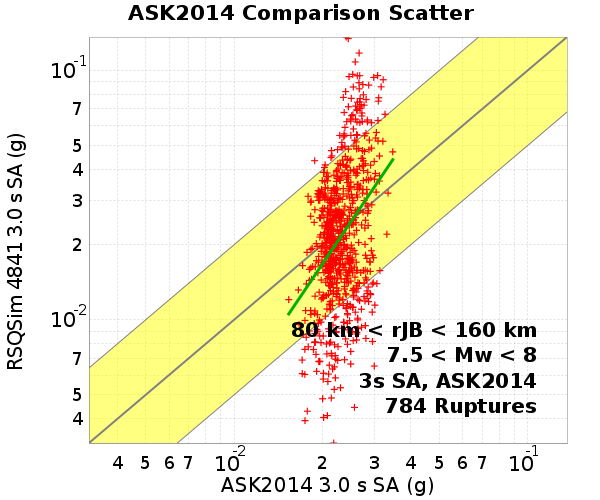 ASK2014 Comparison Scatter
RSQSim 4841 3.0 s SA (g)
10⁻¹
7
5
4
3
2
10⁻²
7
5
4
80 km < rJB < 160 km
7.5 < Mw < 8
3s SA, ASK2014
784 Ruptures
4 5 6 7 10⁻² 2 3 4 5 6 7 10⁻¹
ASK2014 3.0 s SA (g)